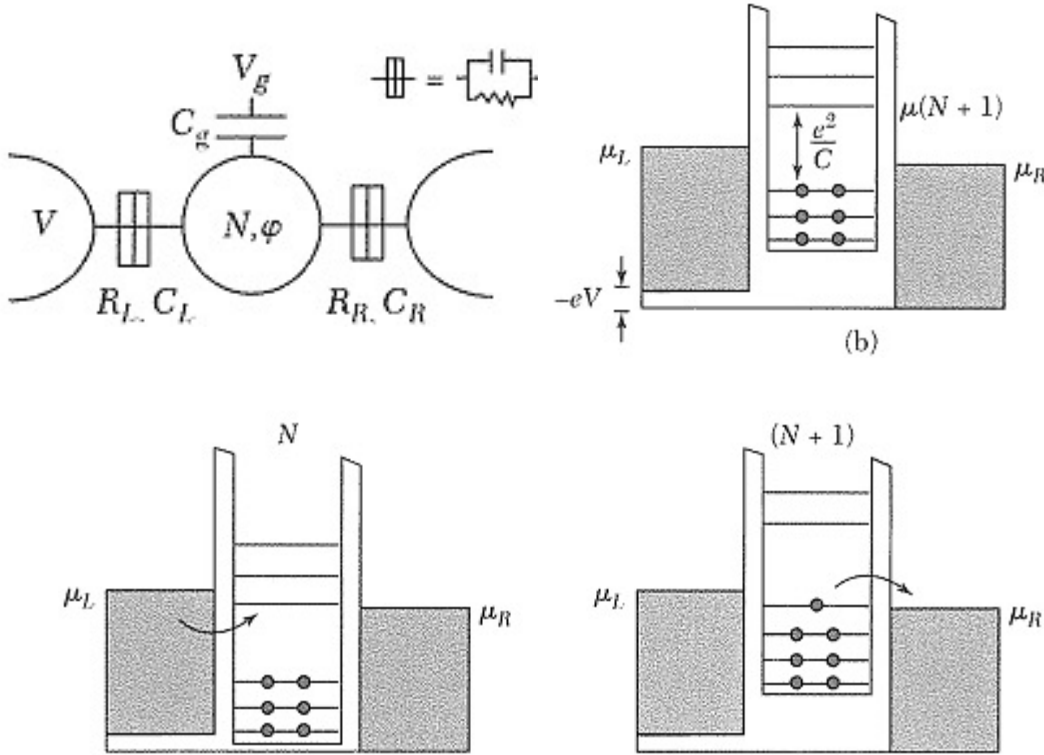 V_g
=
C_g
V
N,φ
R_L, C_L
R_R, C_R
μ(N + 1)
e²/C
μ_L
μ_R
−eV
(b)
N
μ_L
μ_R
(N + 1)
μ_L
μ_R